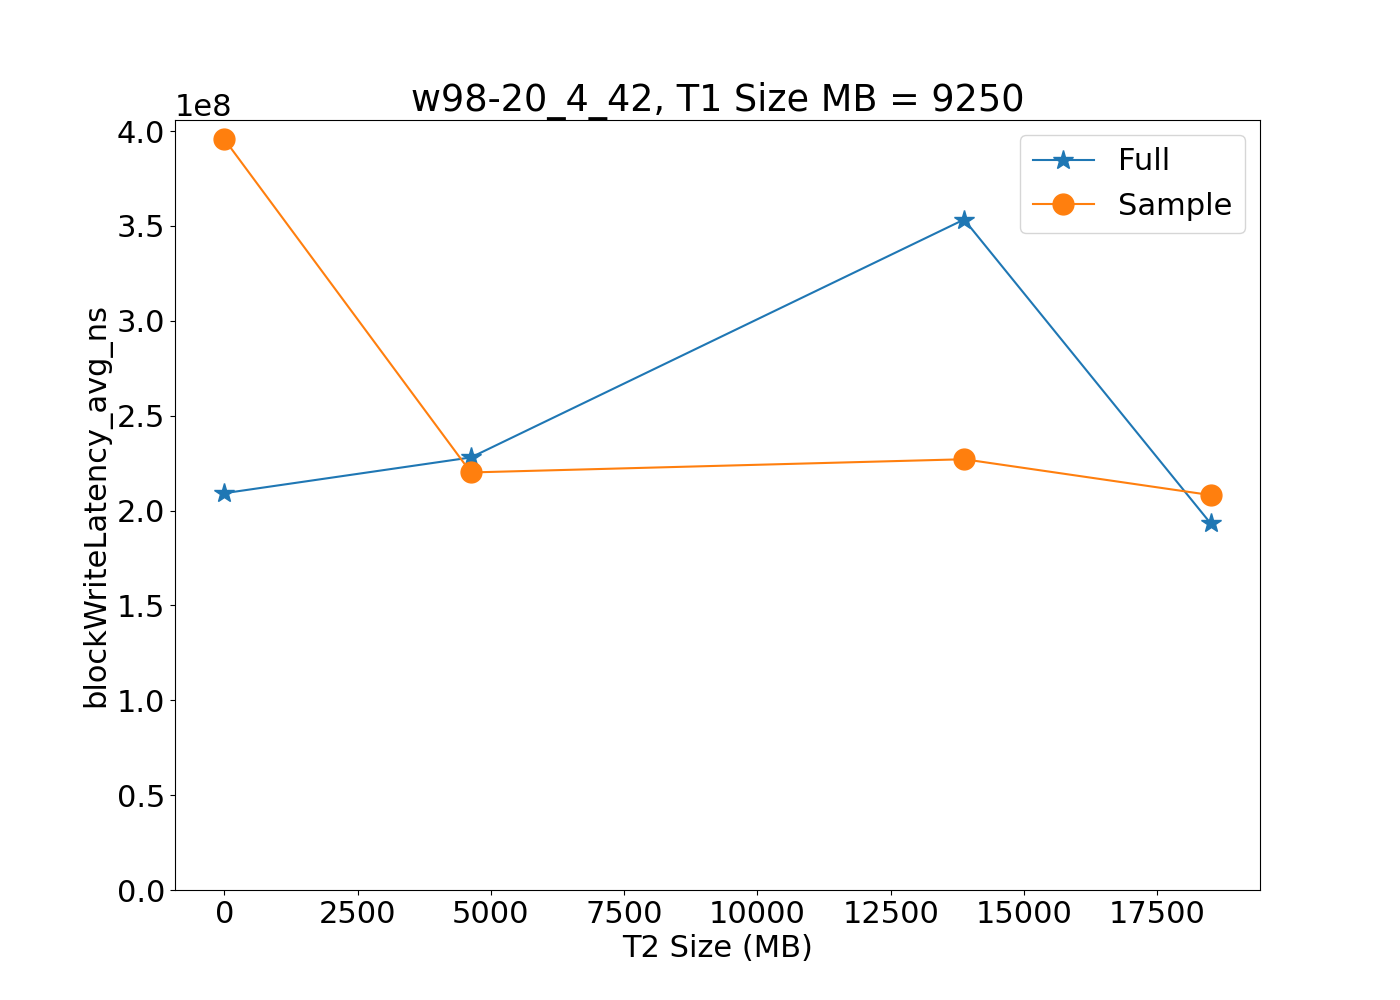 w98-20_4_42, T1 Size MB = 9250
1e8
4.0
3.5
3.0
2.5
2.0
1.5
1.0
0.5
0.0
blockWriteLatency_avg_ns
Full
Sample
0 2500 5000 7500 10000 12500 15000 17500
T2 Size (MB)